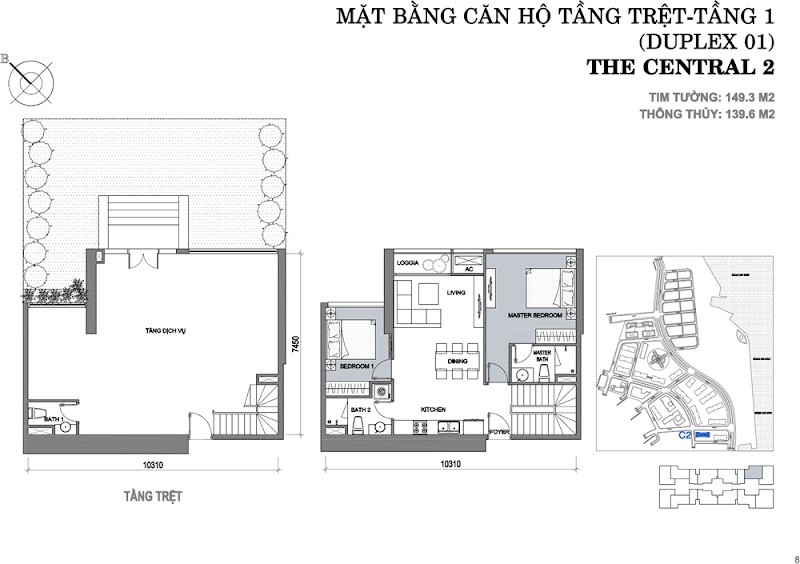 MẶT BẰNG CĂN HỘ TẦNG TRỆT-TẦNG 1
(DUPLEX 01)
THE CENTRAL 2
TIM TƯỜNG: 149.3 M2
THÔNG THỦY: 139.6 M2
B
LOGGIA
AC
LIVING
MASTER BEDROOM
TẦNG DỊCH VỤ
7450
BEDROOM 1
DINING
MASTER
BATH
BATH 1
BATH 2
KITCHEN
FOYER
C2
10310
10310
TẦNG TRỆT
8